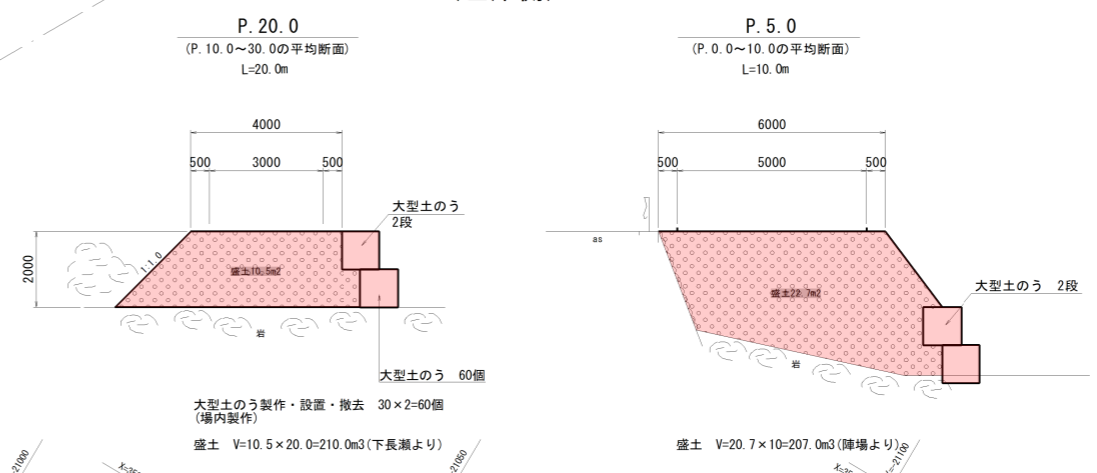 P.20.0
(P.10.0～30.0の平均断面)
L=20.0m
4000
500 3000 500
大型土のう
2段
2000
1:1.0
盛土10.5m2
岩
大型土のう 60個
大型土のう製作・設置・撤去 30×2=60個
(場内製作)
盛土 V=10.5×20.0=210.0m3(下長瀬より)
P.5.0
(P.0.0～10.0の平均断面)
L=10.0m
6000
500 5000 500
as
盛土22.7m2
大型土のう 2段
岩
盛土 V=20.7×10=207.0m3(陣場より)